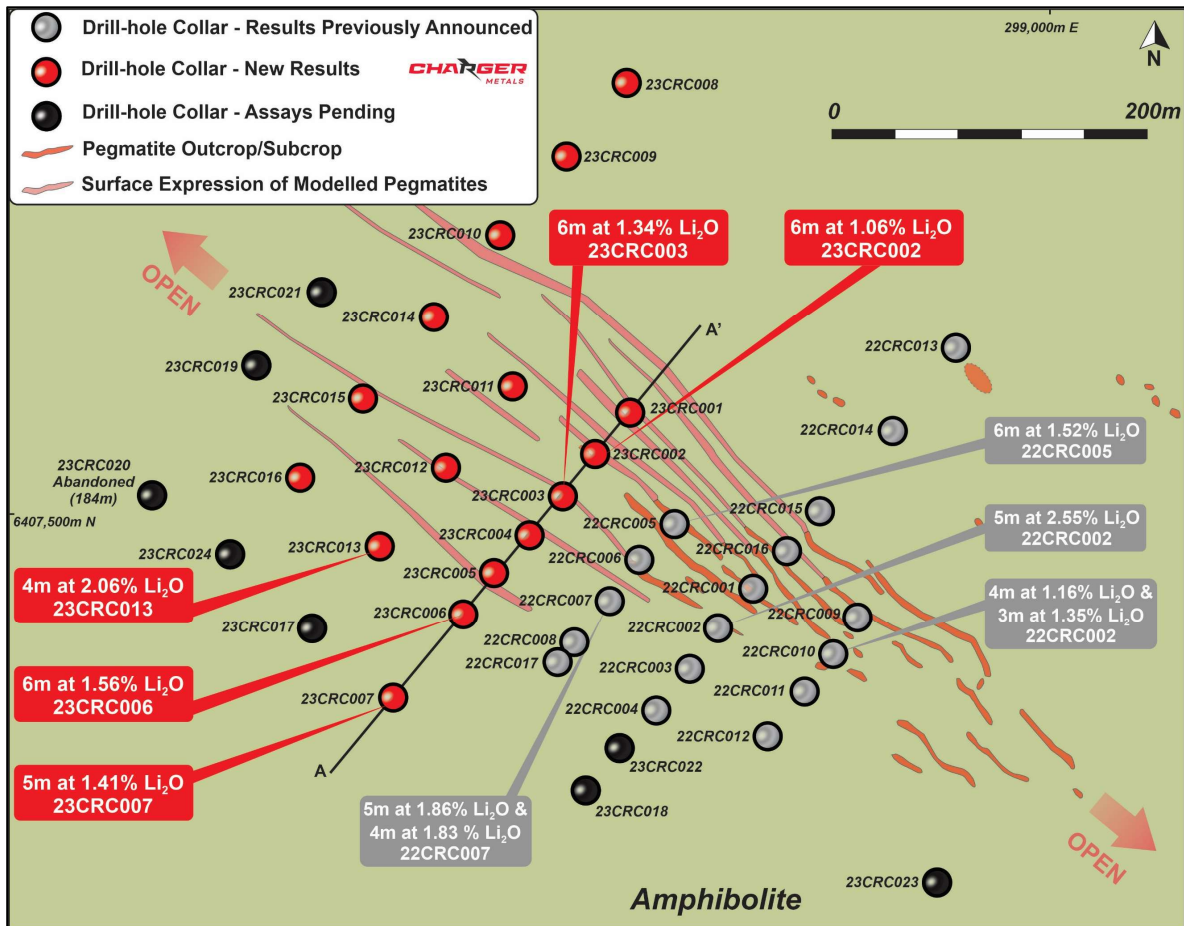 Drill-hole Collar - Results Previously Announced
Drill-hole Collar - New Results
CHARGER
METALS
Drill-hole Collar - Assays Pending
Pegmatite Outcrop/Subcrop
Surface Expression of Modelled Pegmatites
299,000m E
N
0 200m
23CRC008
23CRC009
6m at 1.34% Li₂O
23CRC003
6m at 1.06% Li₂O
23CRC002
23CRC010
OPEN
23CRC021
23CRC014
A'
22CRC013
23CRC019
23CRC011
23CRC015
23CRC001
22CRC014
6m at 1.52% Li₂O
22CRC005
23CRC002
23CRC020
Abandoned
(184m)
23CRC012
23CRC016
23CRC003
6407,500m N
22CRC005
22CRC015
5m at 2.55% Li₂O
22CRC002
23CRC004
23CRC013
23CRC024
22CRC006
22CRC016
23CRC005
4m at 2.06% Li₂O
23CRC013
22CRC001
4m at 1.16% Li₂O &
3m at 1.35% Li₂O
22CRC002
23CRC006
22CRC007
22CRC009
23CRC017
22CRC002
22CRC008
22CRC017
22CRC010
22CRC003
6m at 1.56% Li₂O
23CRC006
23CRC007
22CRC011
22CRC004
22CRC012
A
23CRC022
5m at 1.41% Li₂O
23CRC007
23CRC018
5m at 1.86% Li₂O &
4m at 1.83 % Li₂O
22CRC007
OPEN
23CRC023
Amphibolite